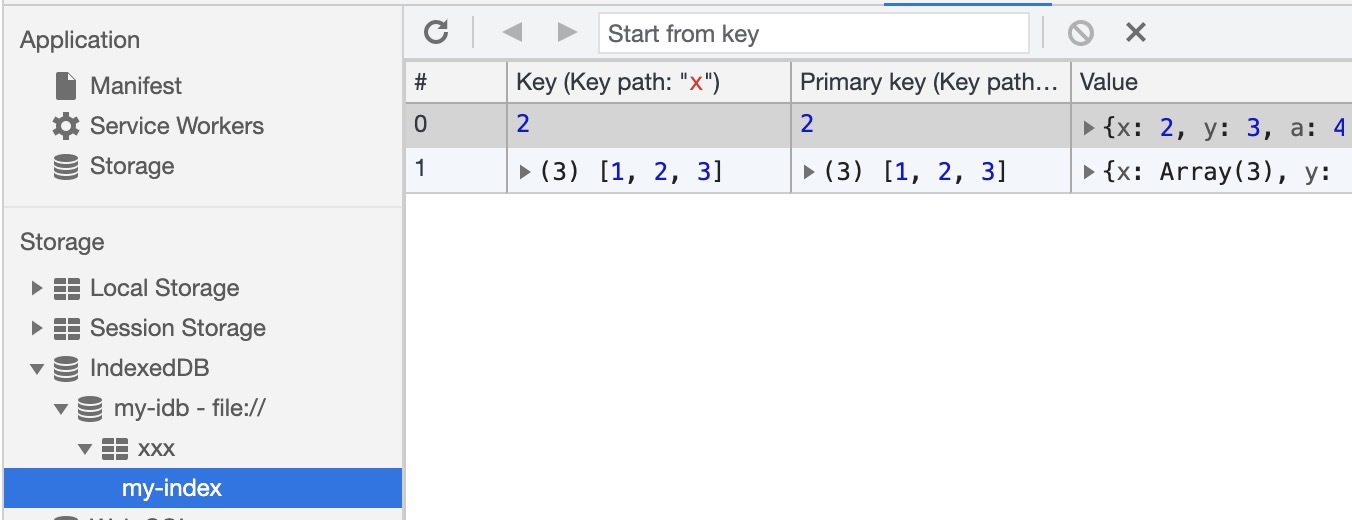 Application
Manifest
Service Workers
Storage
Storage
Local Storage
Session Storage
IndexedDB
my-idb - file://
xxx
my-index
Start from key
# Key (Key path: "x") Primary key (Key path… Value
0 2 2 {x: 2, y: 3, a: 4
1 (3) [1, 2, 3] (3) [1, 2, 3] {x: Array(3), y: